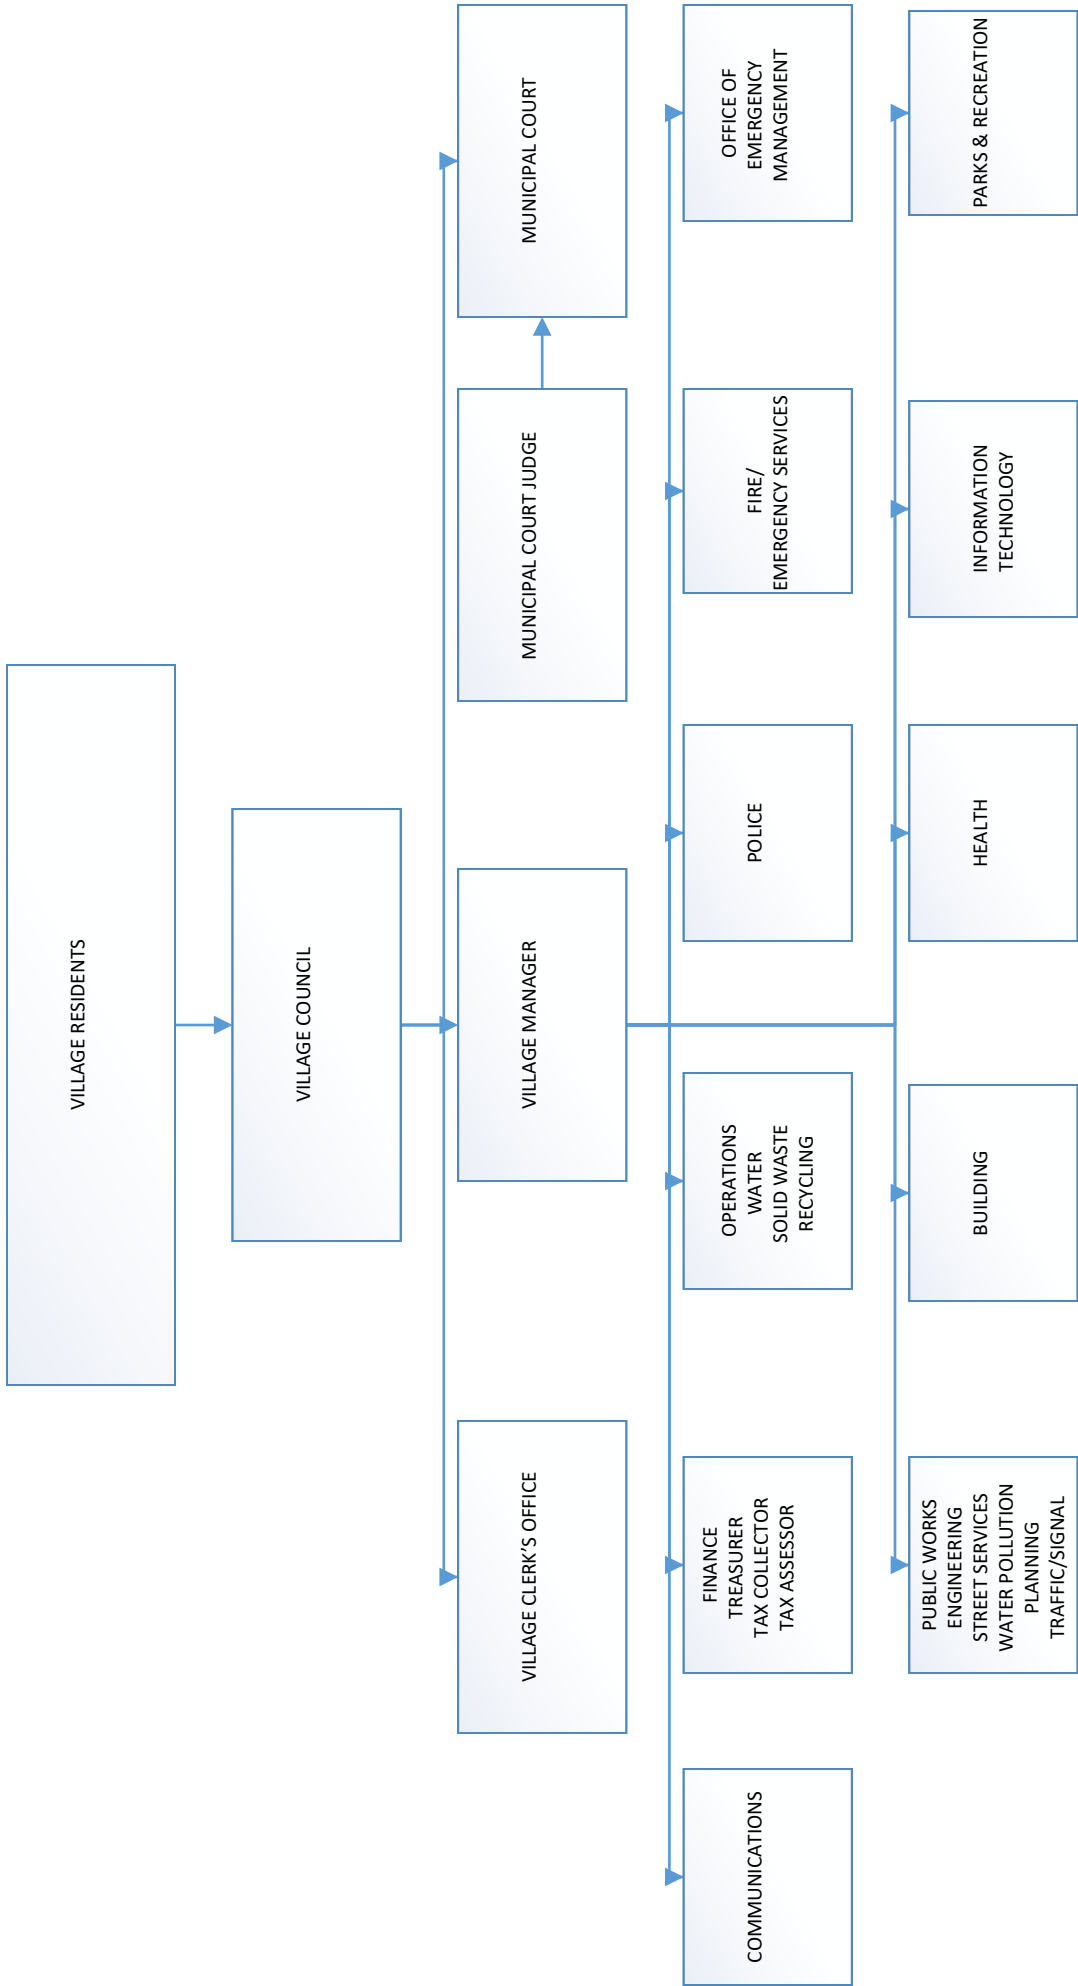 VILLAGE RESIDENTS
VILLAGE COUNCIL
VILLAGE CLERK’S OFFICE
VILLAGE MANAGER
MUNICIPAL COURT JUDGE
MUNICIPAL COURT
COMMUNICATIONS
FINANCE
TREASURER
TAX COLLECTOR
TAX ASSESSOR
OPERATIONS
WATER
SOLID WASTE
RECYCLING
POLICE
FIRE/
EMERGENCY SERVICES
OFFICE OF
EMERGENCY
MANAGEMENT
PUBLIC WORKS
ENGINEERING
STREET SERVICES
WATER POLLUTION
PLANNING
TRAFFIC/SIGNAL
BUILDING
HEALTH
INFORMATION
TECHNOLOGY
PARKS & RECREATION